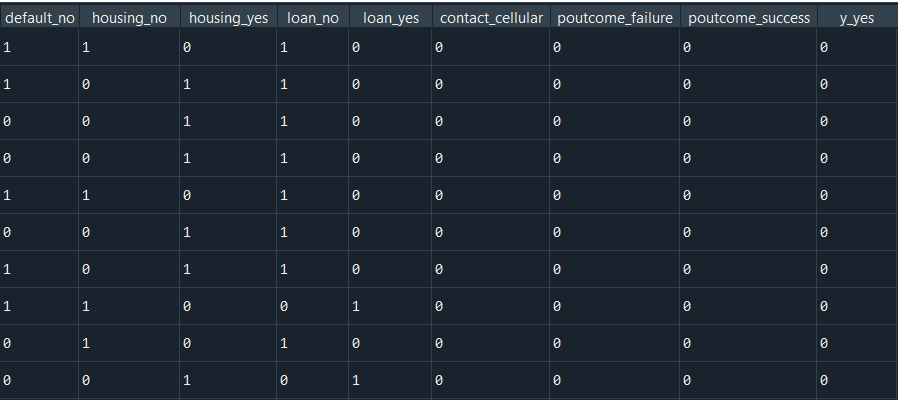 default_no housing_no housing_yes loan_no loan_yes contact_cellular poutcome_failure poutcome_success y_yes
1 1 0 1 0 0 0 0 0
1 0 1 1 0 0 0 0 0
0 0 1 1 0 0 0 0 0
0 0 1 1 0 0 0 0 0
1 1 0 1 0 0 0 0 0
0 0 1 1 0 0 0 0 0
1 0 1 1 0 0 0 0 0
1 1 0 0 1 0 0 0 0
0 1 0 1 0 0 0 0 0
0 0 1 0 1 0 0 0 0